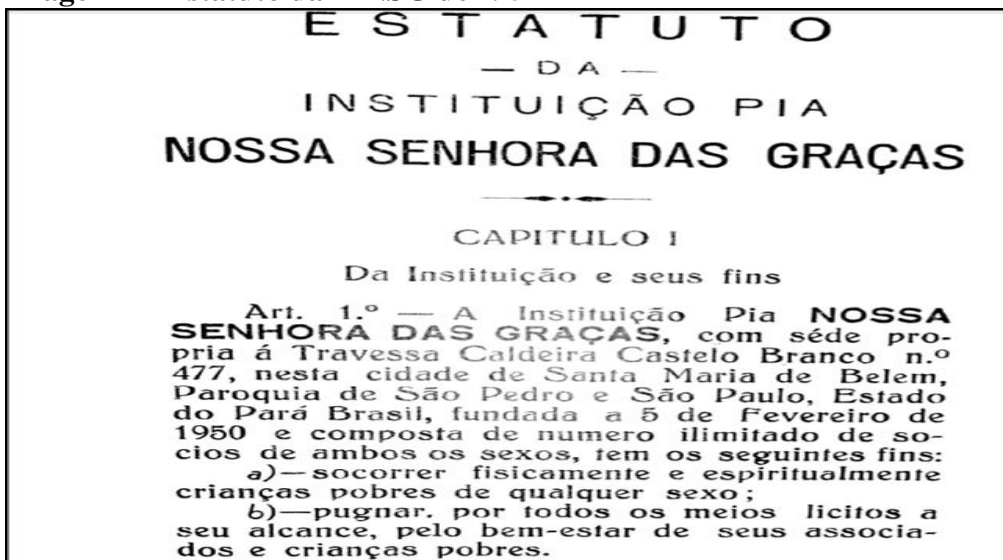 ESTATUTO
— DA —
INSTITUIÇÃO PIA
NOSSA SENHORA DAS GRAÇAS
CAPITULO I
Da Instituição e seus fins
Art. 1.º — A Instituição Pia NOSSA
SENHORA DAS GRAÇAS, com séde pro-
pria á Travessa Caldeira Castelo Branco n.º
477, nesta cidade de Santa Maria de Belem,
Paroquia de São Pedro e São Paulo, Estado
do Pará Brasil, fundada a 5 de Fevereiro de
1950 e composta de numero ilimitado de so-
cios de ambos os sexos, tem os seguintes fins:
a)—socorrer fisicamente e espiritualmente
crianças pobres de qualquer sexo;
b)—pugnar. por todos os meios licitos a
seu alcance, pelo bem-estar de seus associa-
dos e crianças pobres.